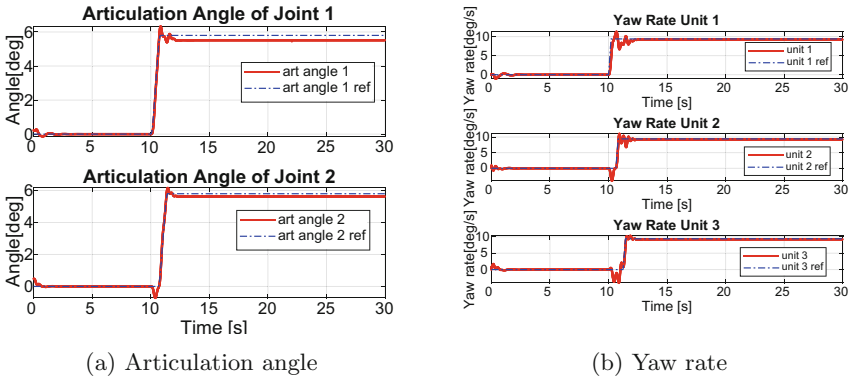 Articulation Angle of Joint 1
Angle[deg]
6
4
2
0
art angle 1
art angle 1 ref
0 5 10 15 20 25 30
Articulation Angle of Joint 2
Angle[deg]
6
4
2
0
art angle 2
art angle 2 ref
0 5 10 15 20 25 30
Time [s]
(a) Articulation angle
Yaw Rate Unit 1
Yaw rate[deg/s]
10
5
0
unit 1
unit 1 ref
0 5 10 15 20 25 30
Time [s]
Yaw Rate Unit 2
Yaw rate[deg/s]
10
5
0
unit 2
unit 2 ref
0 5 10 15 20 25 30
Time [s]
Yaw Rate Unit 3
Yaw rate[deg/s]
10
5
0
unit 3
unit 3 ref
0 5 10 15 20 25 30
Time [s]
(b) Yaw rate